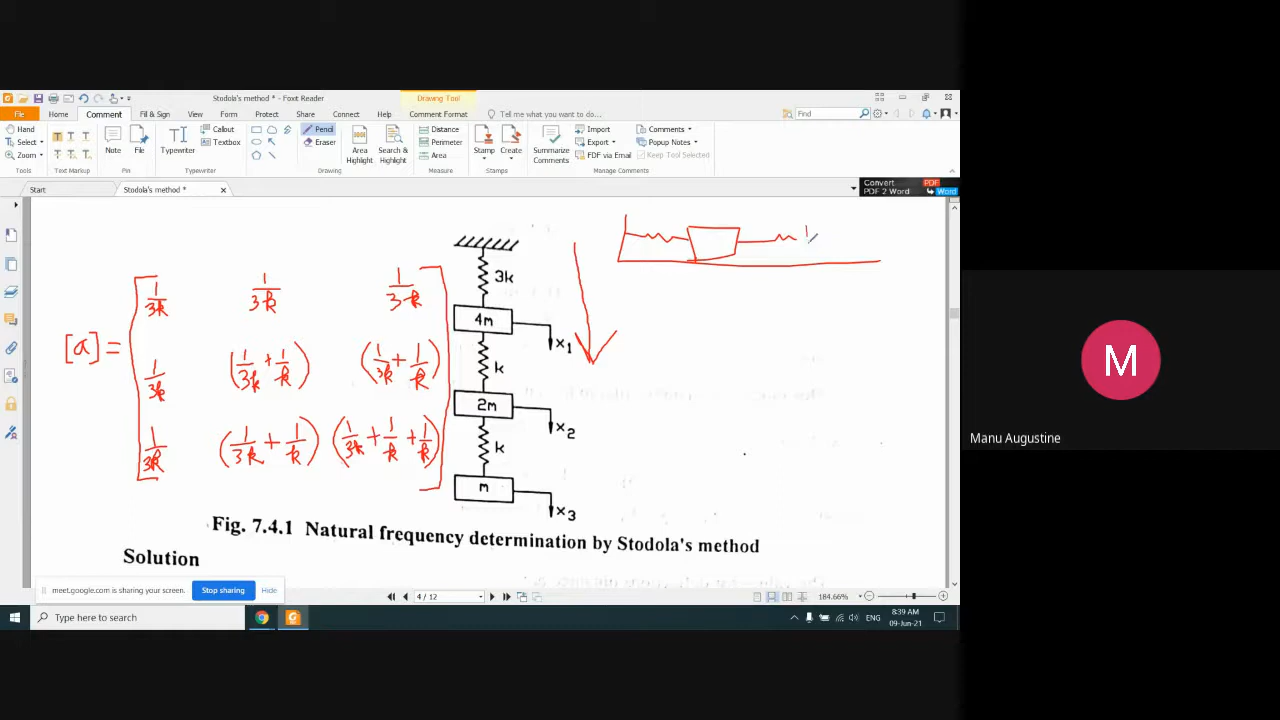 Stodola's method * - Foxit Reader
Drawing Tool
File Home Comment Fill & Sign View Form Protect Share Connect Help Comment Format Tell me what you want to do... Find
Hand
Select
Zoom
Tools
Text Markup
Note
File
Pin
Typewriter
Callout
Textbox
Typewriter
Pencil
Eraser
Area Highlight
Search & Highlight
Drawing
Distance
Perimeter
Area
Measure
Stamp
Create
Stamps
Summarize Comments
Import
Export
FDF via Email
Comments
Popup Notes
Keep Tool Selected
Manage Comments
Start
Stodola's method *
Convert PDF
PDF 2 Word Word
[a] =
1/3k 1/3k 1/3k
1/3k (1/3k + 1/k) (1/3k + 1/k)
1/3k (1/3k + 1/k) (1/3k + 1/k + 1/k)
3k
4m
x1
k
2m
x2
k
m
x3
Fig. 7.4.1 Natural frequency determination by Stodola's method
Solution
meet.google.com is sharing your screen. Stop sharing Hide
4 / 12
184.66%
Type here to search
ENG
8:39 AM
09-Jun-21
M
Manu Augustine